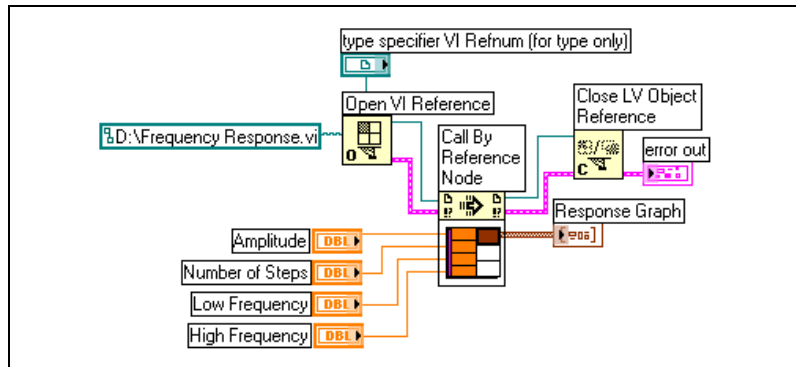 type specifier VI Refnum (for type only)
Open VI Reference
Close LV Object
Reference
D:\Frequency Response.vi
Call By
Reference
Node
error out
O
C
Response Graph
Amplitude
DBL
Number of Steps
DBL
Low Frequency
DBL
High Frequency
DBL